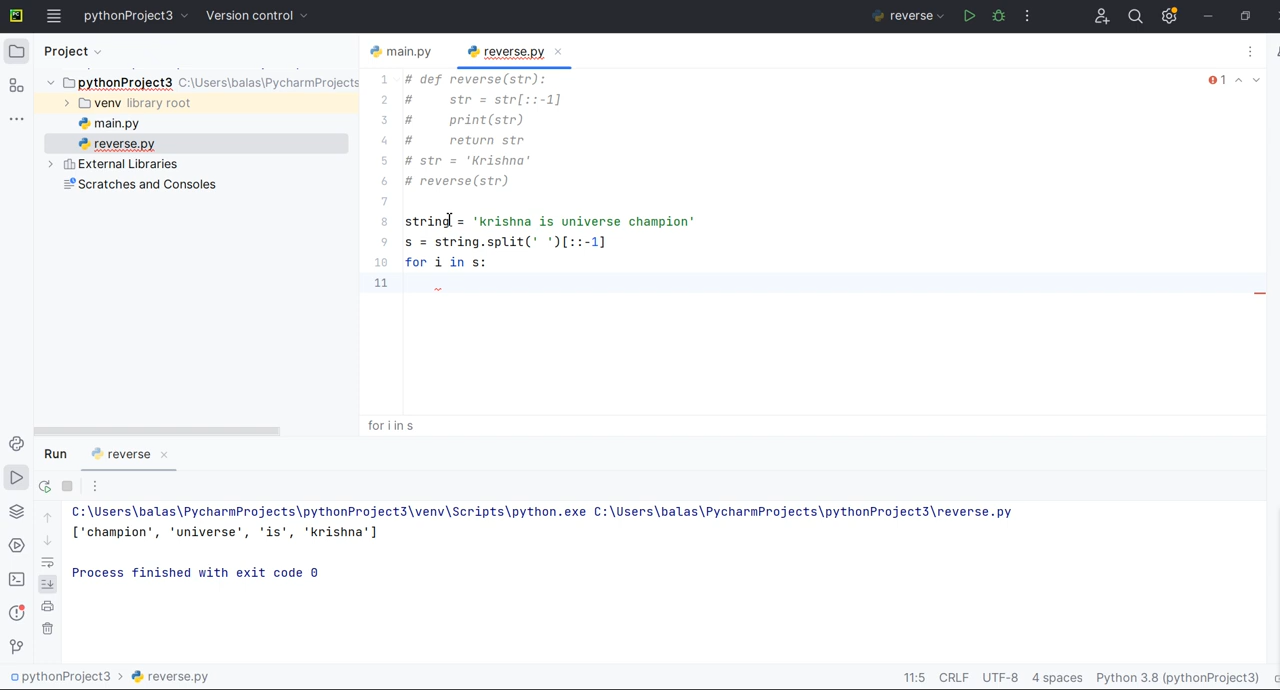 PC pythonProject3 Version control reverse
Project
main.py reverse.py
pythonProject3 C:\Users\balas\PycharmProjects
venv library root
main.py
reverse.py
External Libraries
Scratches and Consoles
1 # def reverse(str):
2 #     str = str[::-1]
3 #     print(str)
4 #     return str
5 # str = 'Krishna'
6 # reverse(str)
7
8 string = 'krishna is universe champion'
9 s = string.split(' ')[::-1]
10 for i in s:
11
1
for i in s
Run reverse
C:\Users\balas\PycharmProjects\pythonProject3\venv\Scripts\python.exe C:\Users\balas\PycharmProjects\pythonProject3\reverse.py
['champion', 'universe', 'is', 'krishna']
Process finished with exit code 0
pythonProject3 > reverse.py 11:5 CRLF UTF-8 4 spaces Python 3.8 (pythonProject3)